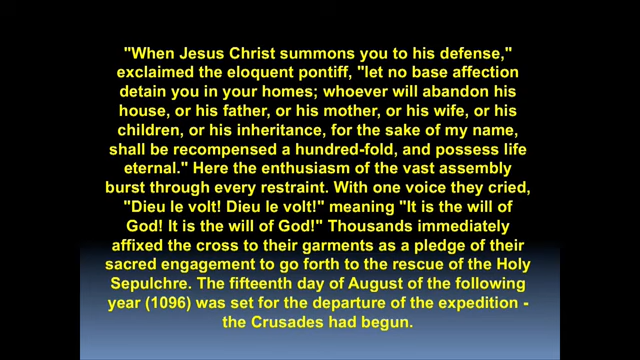 "When Jesus Christ summons you to his defense,"
exclaimed the eloquent pontiff, "let no base affection
detain you in your homes; whoever will abandon his
house, or his father, or his mother, or his wife, or his
children, or his inheritance, for the sake of my name,
shall be recompensed a hundred-fold, and possess life
eternal." Here the enthusiasm of the vast assembly
burst through every restraint. With one voice they cried,
"Dieu le volt! Dieu le volt!" meaning "It is the will of
God! It is the will of God!" Thousands immediately
affixed the cross to their garments as a pledge of their
sacred engagement to go forth to the rescue of the Holy
Sepulchre. The fifteenth day of August of the following
year (1096) was set for the departure of the expedition -
the Crusades had begun.